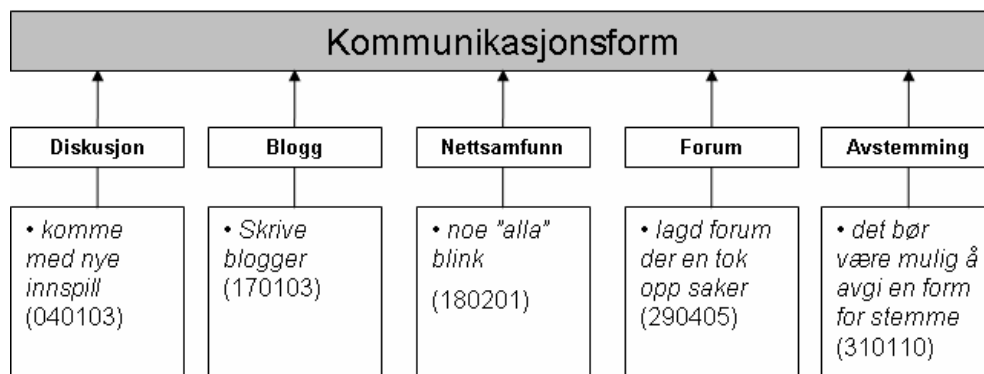 Kommunikasjonsform
Diskusjon
Blogg
Nettsamfunn
Forum
Avstemming
• komme
med nye
innspill
(040103)
• Skrive
blogger
(170103)
• noe "alla"
blink
(180201)
• lagd forum
der en tok
opp saker
(290405)
• det bør
være mulig å
avgi en form
for stemme
(310110)